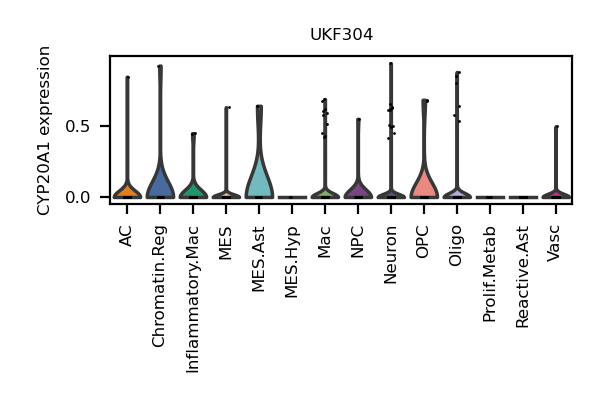 UKF304
CYP20A1 expression
0.5
0.0
AC
Chromatin.Reg
Inflammatory.Mac
MES
MES.Ast
MES.Hyp
Mac
NPC
Neuron
OPC
Oligo
Prolif.Metab
Reactive.Ast
Vasc